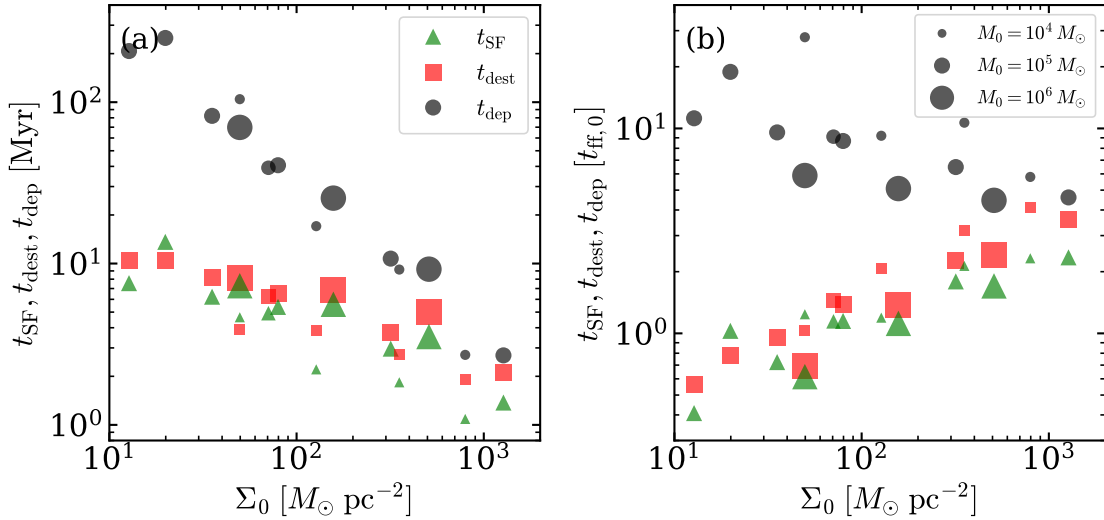 (a)
t_SF
t_dest
t_dep
10^2
10^1
10^0
t_SF, t_dest, t_dep [Myr]
10^1 10^2 10^3
Σ_0 [M_⊙ pc^−2]
(b)
M_0 = 10^4 M_⊙
M_0 = 10^5 M_⊙
M_0 = 10^6 M_⊙
10^1
10^0
t_SF, t_dest, t_dep [t_ff,0]
10^1 10^2 10^3
Σ_0 [M_⊙ pc^−2]